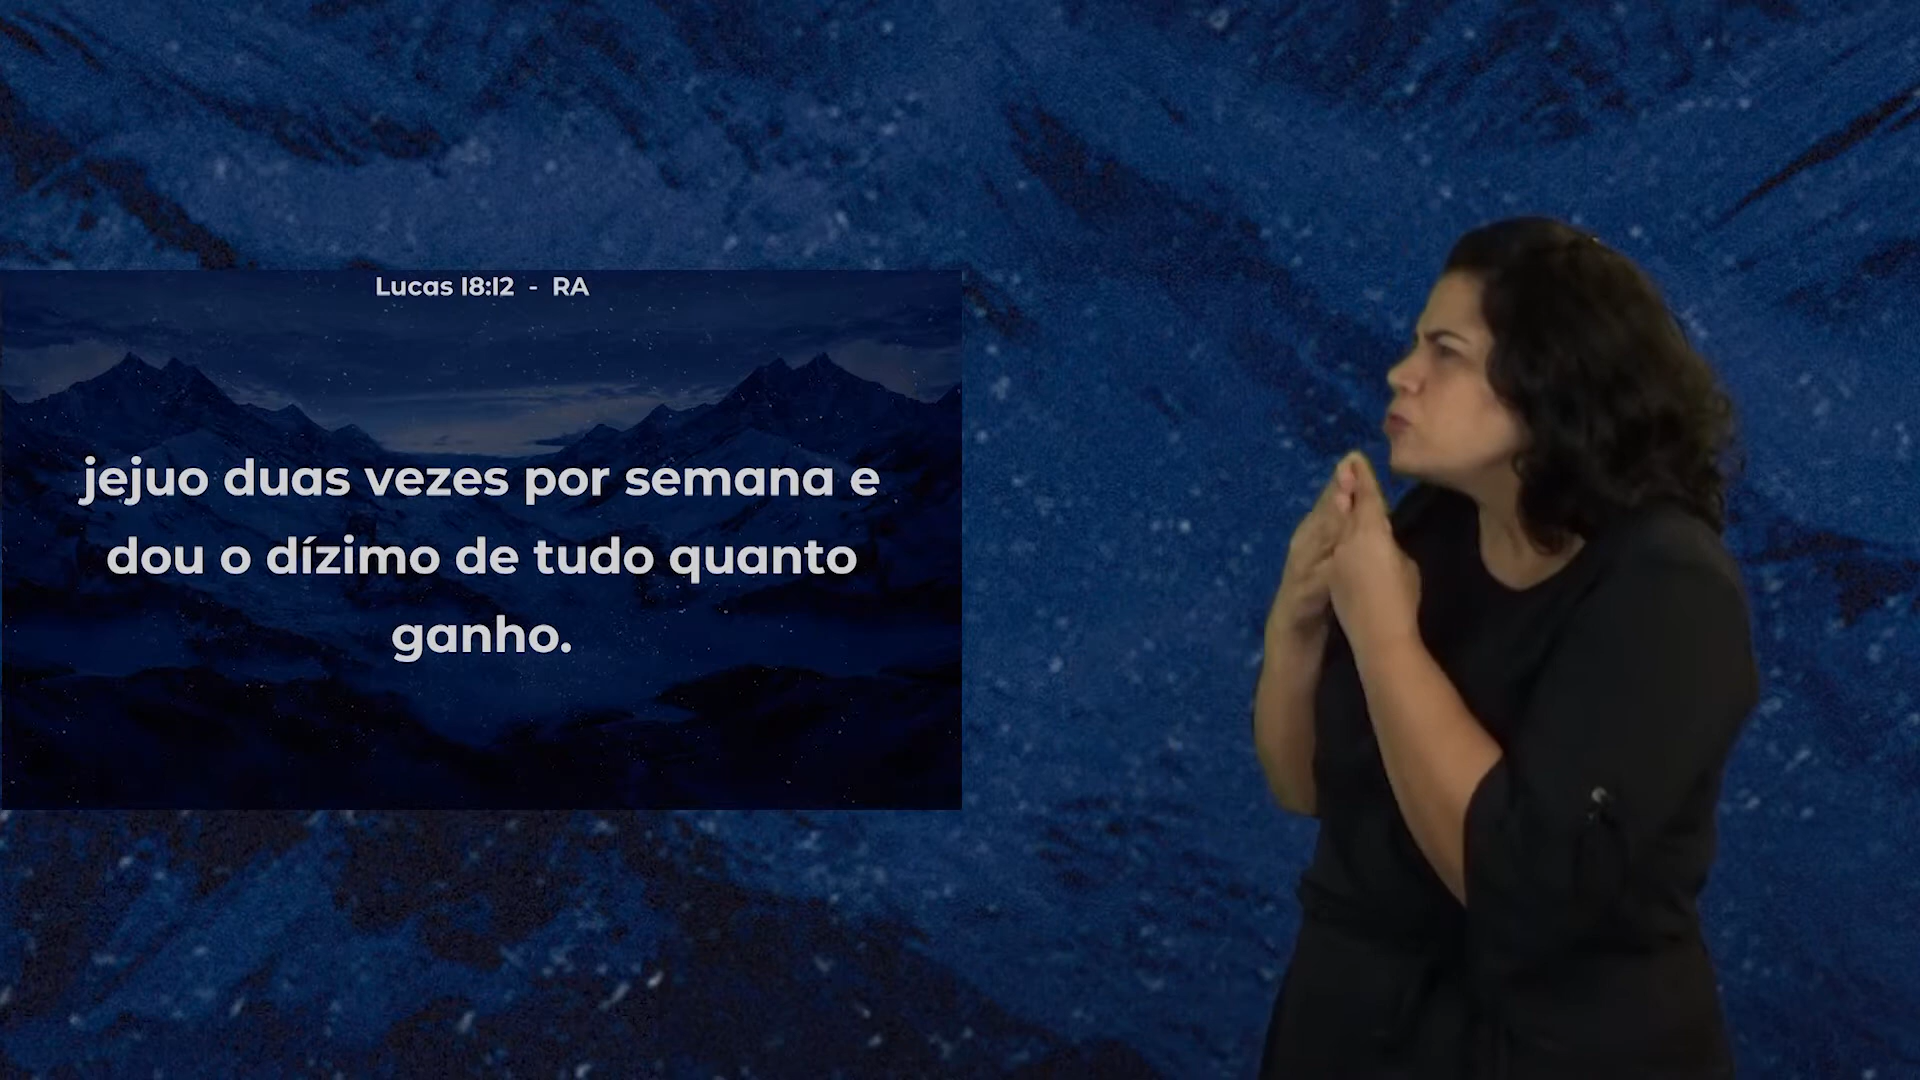 Lucas 18:12 - RA
jejuo duas vezes por semana e
dou o dízimo de tudo quanto
ganho.